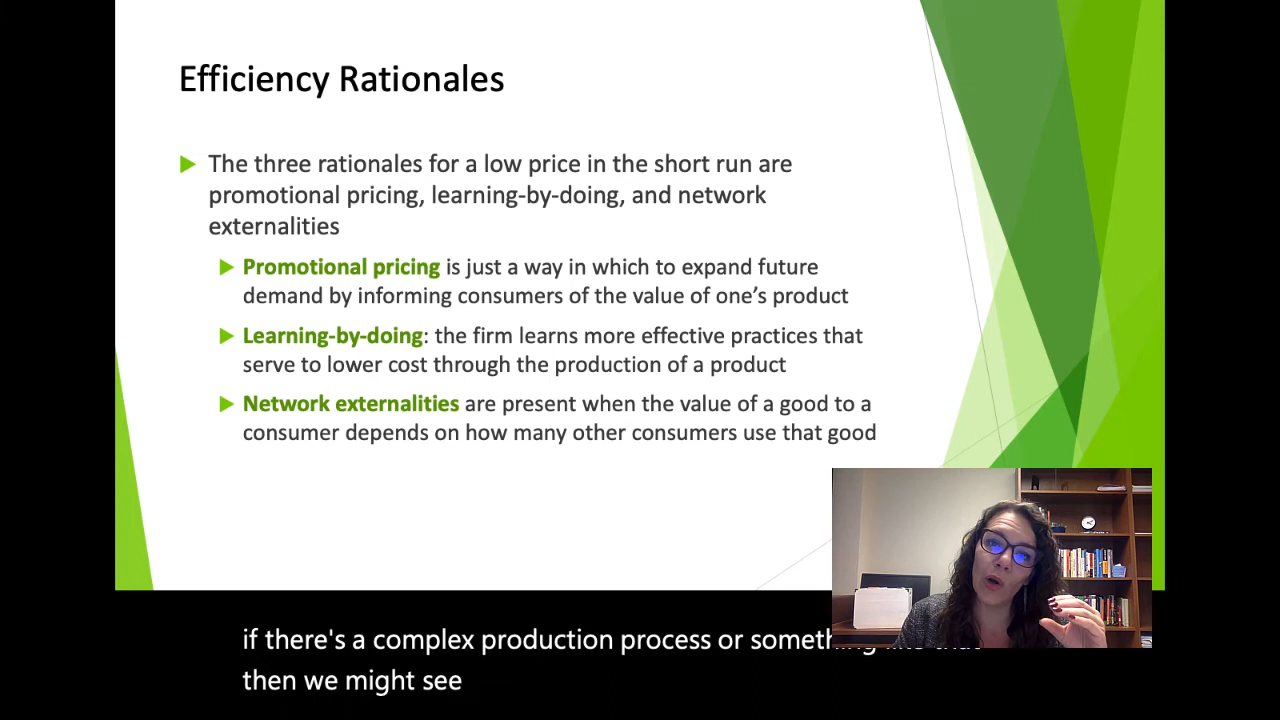 Efficiency Rationales
The three rationales for a low price in the short run are
promotional pricing, learning-by-doing, and network
externalities
Promotional pricing is just a way in which to expand future
demand by informing consumers of the value of one's product
Learning-by-doing: the firm learns more effective practices that
serve to lower cost through the production of a product
Network externalities are present when the value of a good to a
consumer depends on how many other consumers use that good
if there's a complex production process or something
then we might see